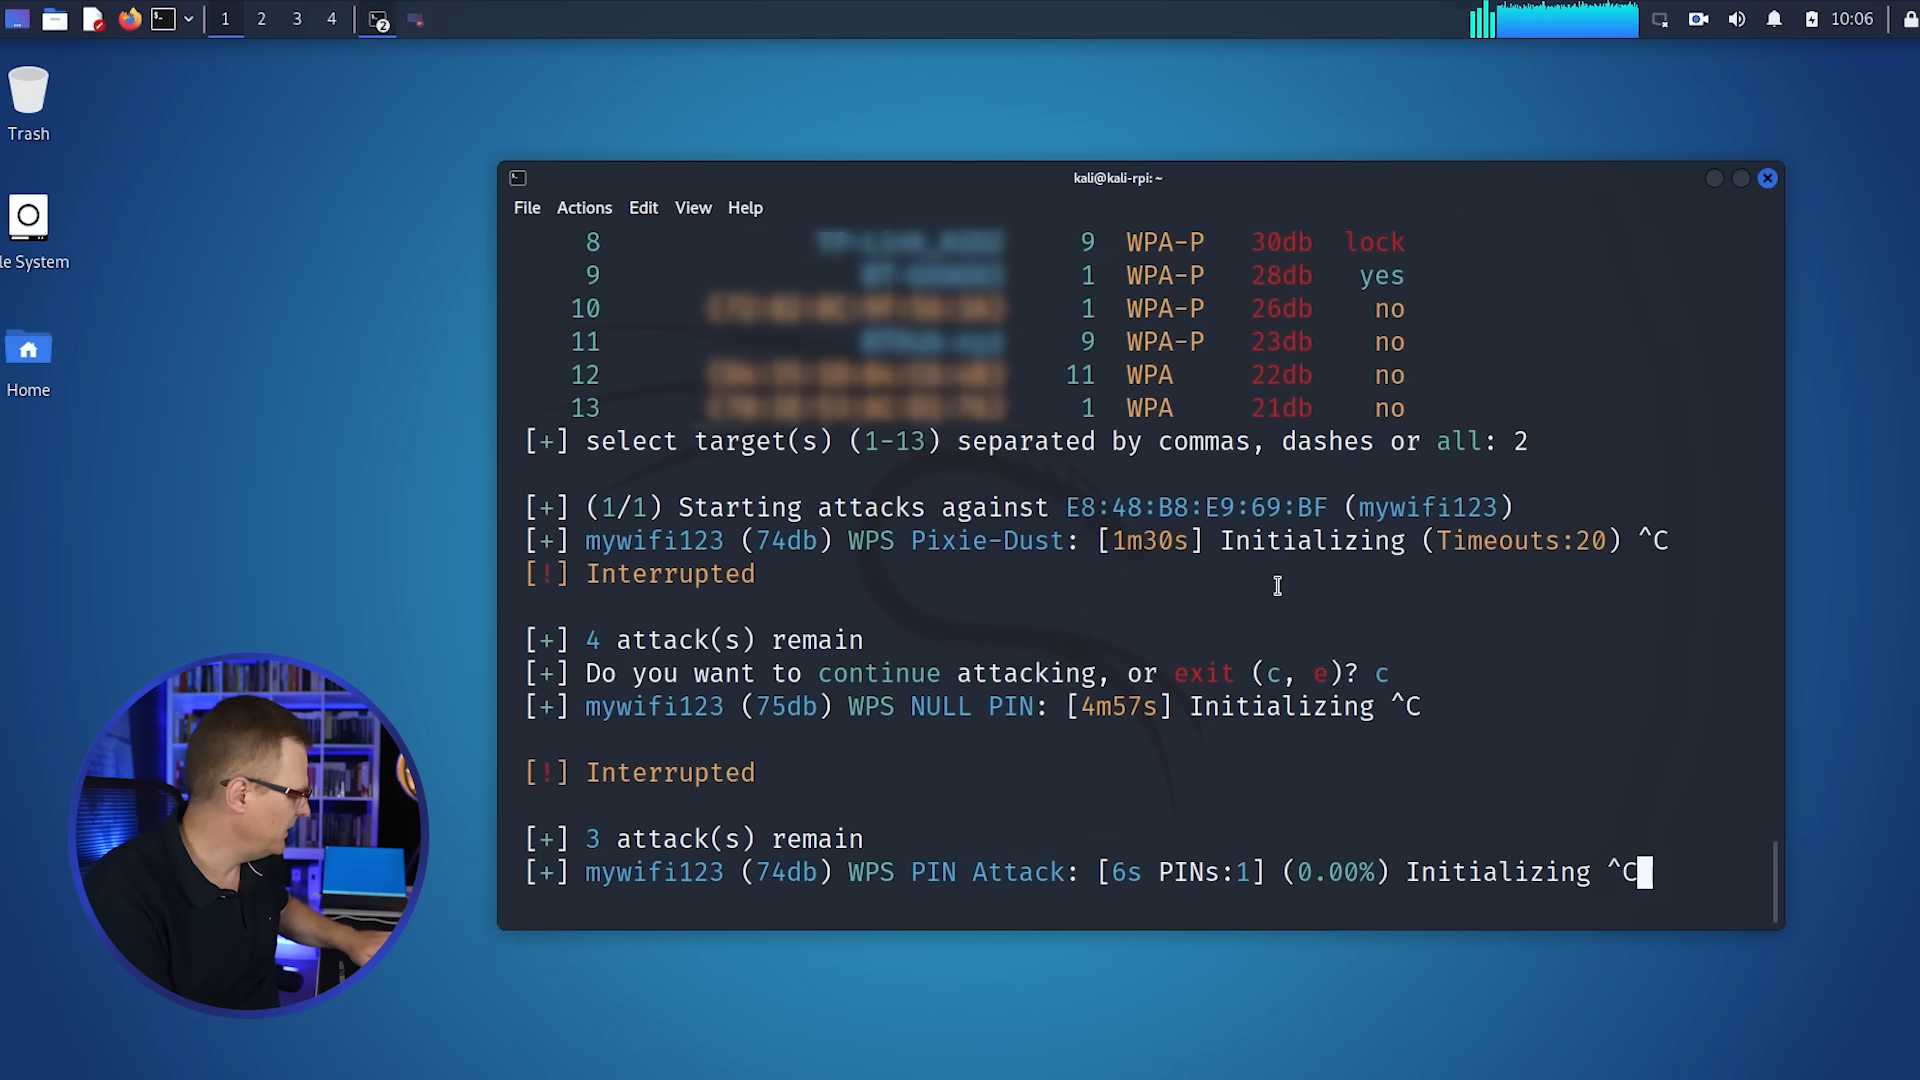 1 2 3 4 2 10:06
Trash
le System
Home
kali@kali-rpi: ~
File Actions Edit View Help
8 9 WPA-P 30db lock
9 1 WPA-P 28db yes
10 1 WPA-P 26db no
11 9 WPA-P 23db no
12 11 WPA 22db no
13 1 WPA 21db no
[+] select target(s) (1-13) separated by commas, dashes or all: 2
[+] (1/1) Starting attacks against E8:48:B8:E9:69:BF (mywifi123)
[+] mywifi123 (74db) WPS Pixie-Dust: [1m30s] Initializing (Timeouts:20) ^C
[!] Interrupted
[+] 4 attack(s) remain
[+] Do you want to continue attacking, or exit (c, e)? c
[+] mywifi123 (75db) WPS NULL PIN: [4m57s] Initializing ^C
[!] Interrupted
[+] 3 attack(s) remain
[+] mywifi123 (74db) WPS PIN Attack: [6s PINs:1] (0.00%) Initializing ^C